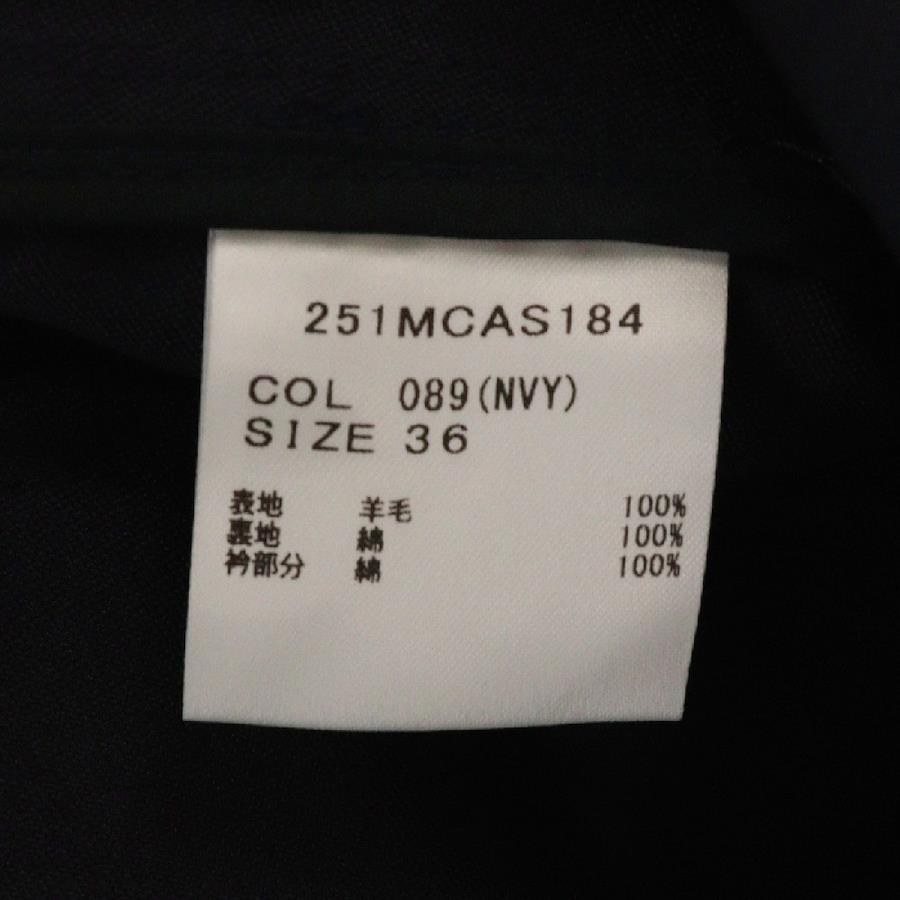 251MCAS184
COL 089(NVY)
SIZE 36
表地 羊毛 100%
裏地 綿 100%
衿部分 綿 100%